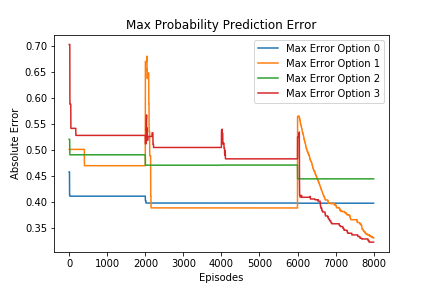 Max Probability Prediction Error
Max Error Option 0
Max Error Option 1
Max Error Option 2
Max Error Option 3
Absolute Error
0.70
0.65
0.60
0.55
0.50
0.45
0.40
0.35
0 1000 2000 3000 4000 5000 6000 7000 8000
Episodes